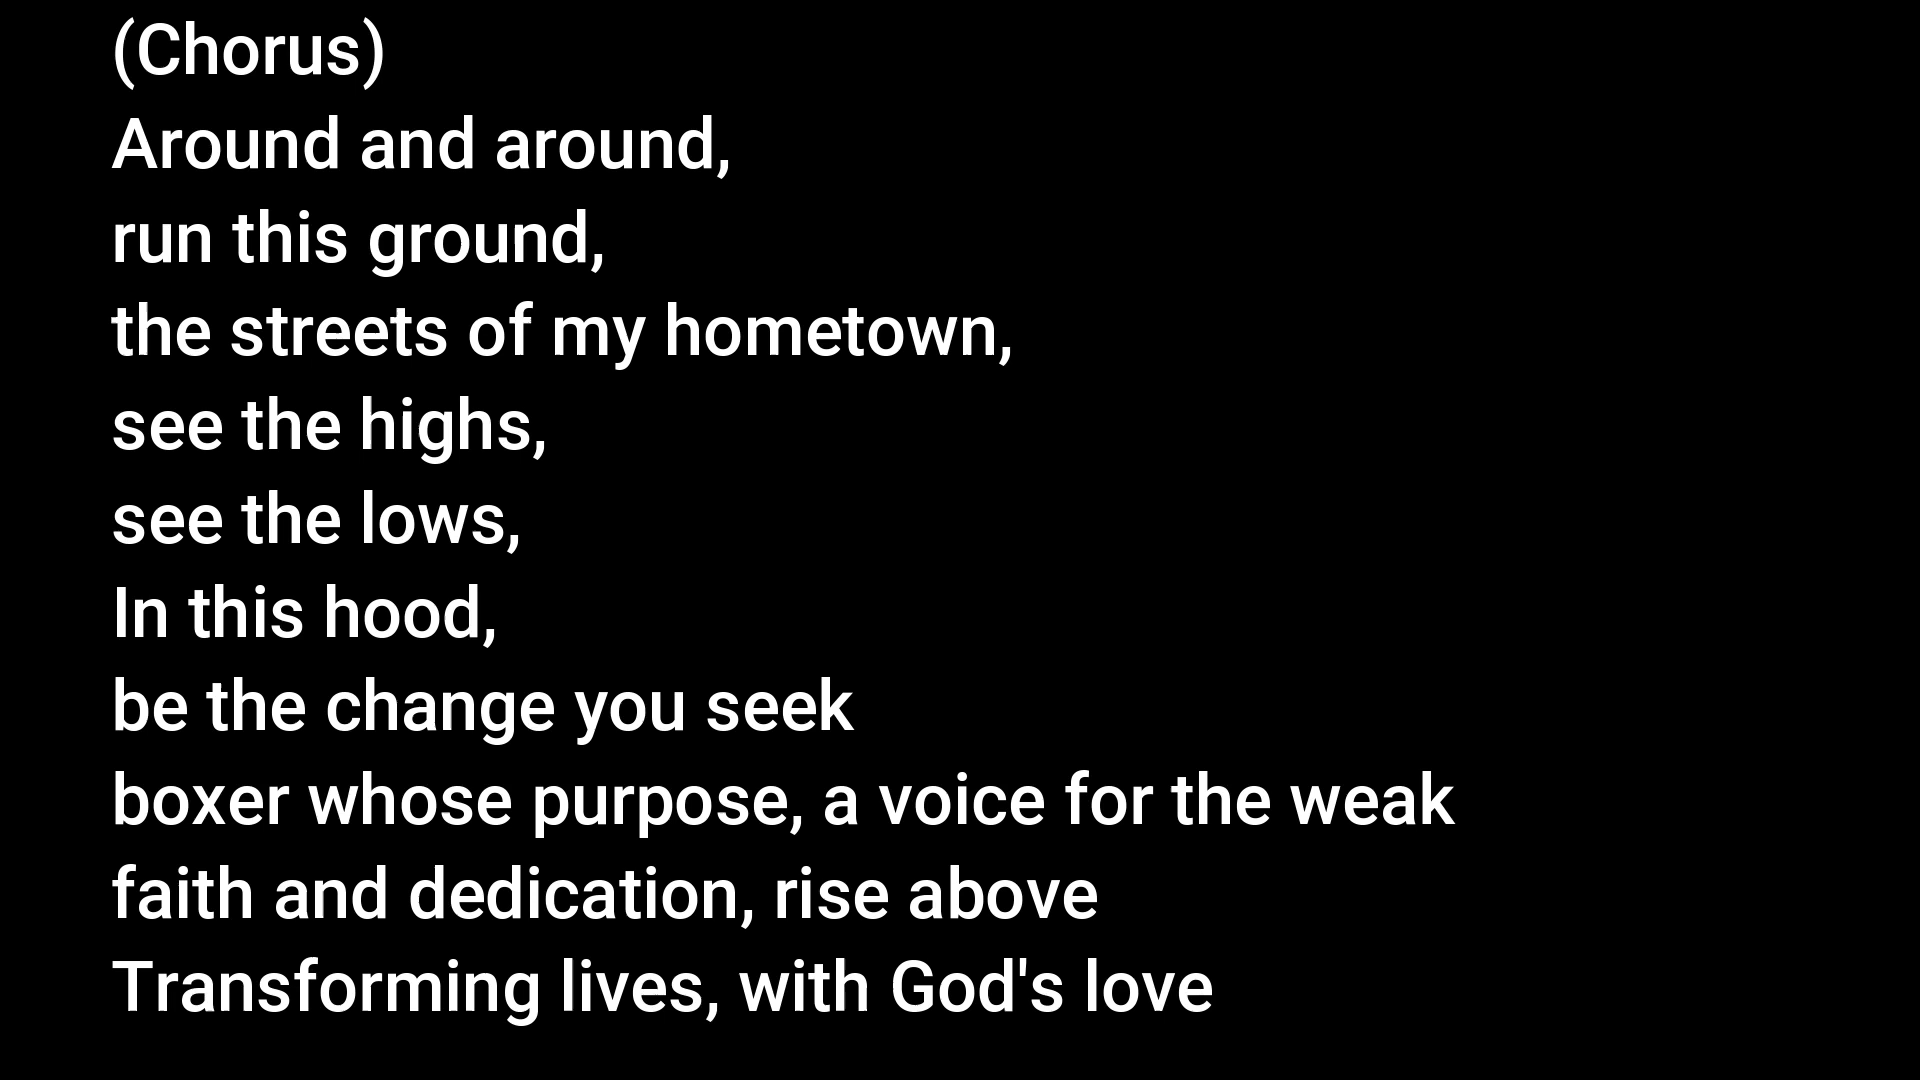 (Chorus)
Around and around,
run this ground,
the streets of my hometown,
see the highs,
see the lows,
In this hood,
be the change you seek
boxer whose purpose, a voice for the weak
faith and dedication, rise above
Transforming lives, with God's love